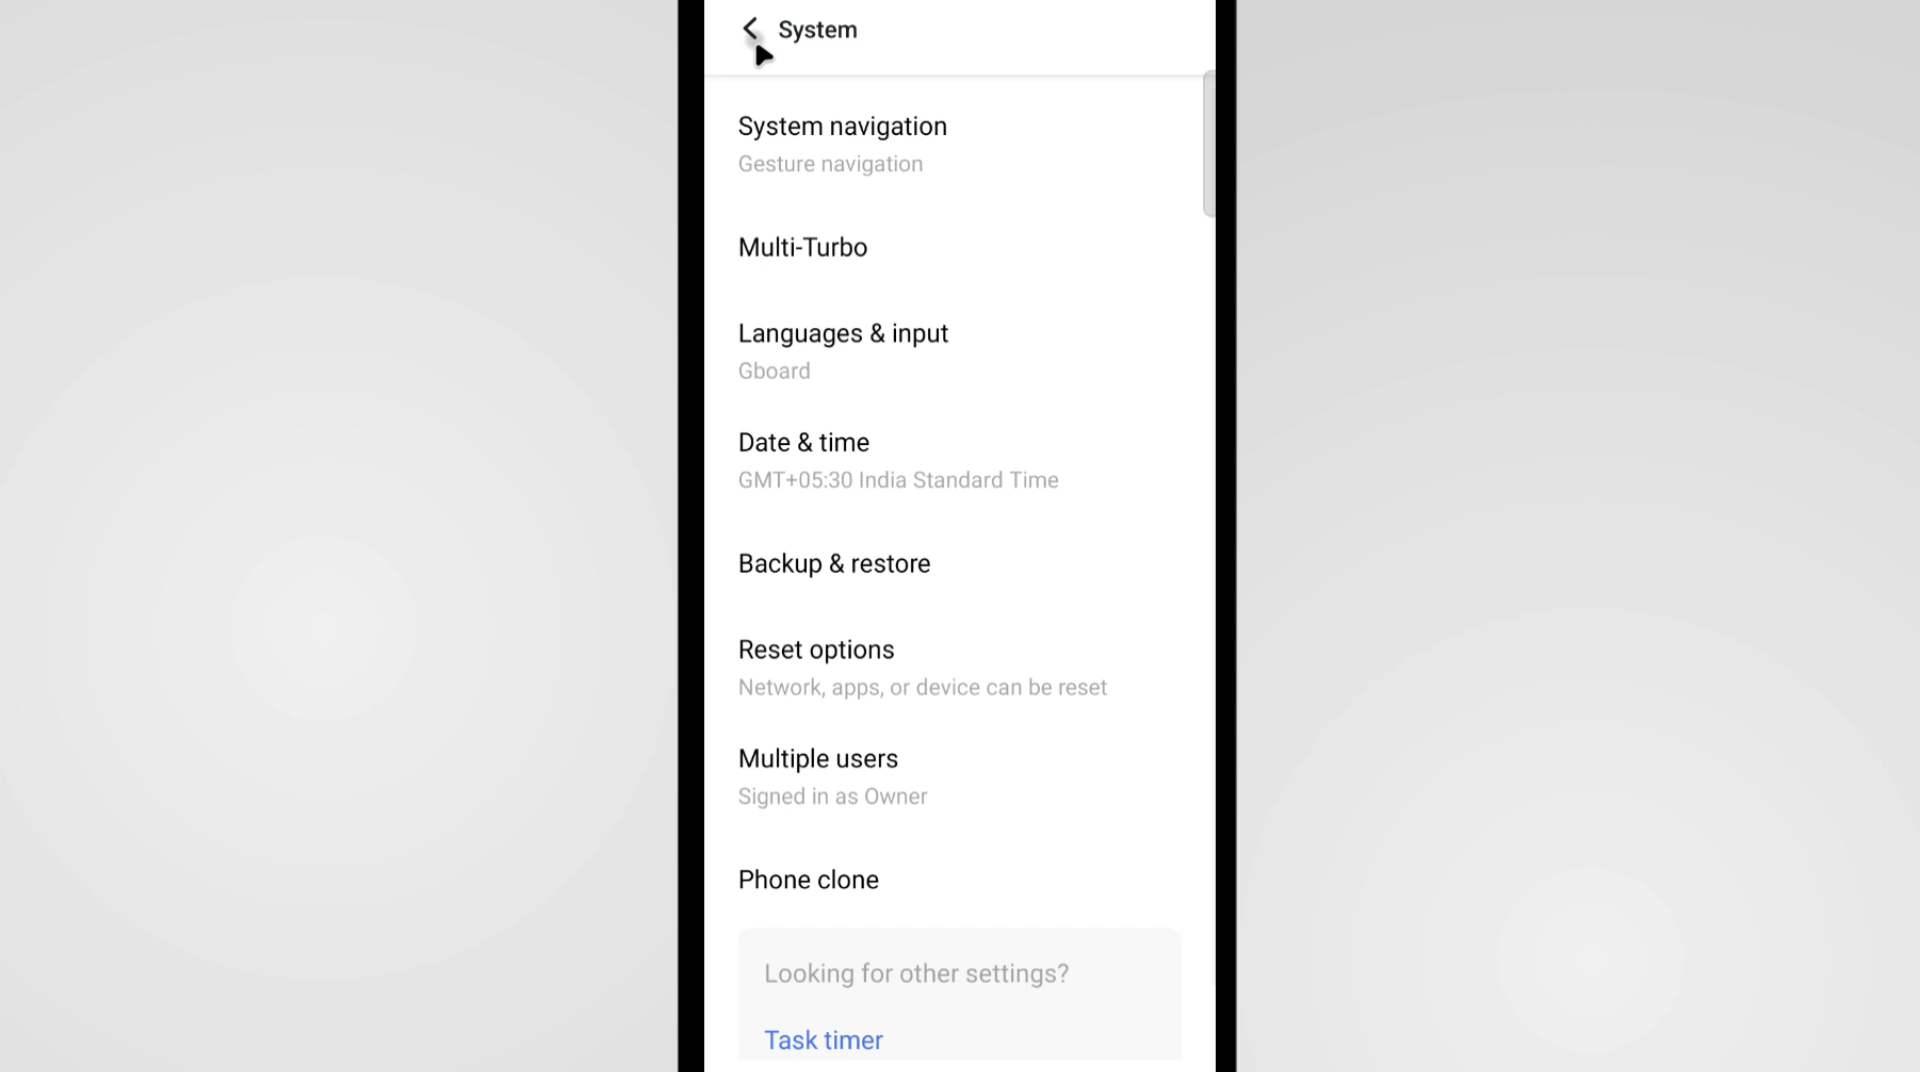 System
System navigation
Gesture navigation
Multi-Turbo
Languages & input
Gboard
Date & time
GMT+05:30 India Standard Time
Backup & restore
Reset options
Network, apps, or device can be reset
Multiple users
Signed in as Owner
Phone clone
Looking for other settings?
Task timer